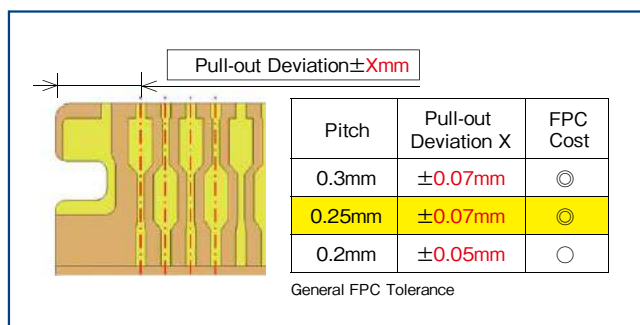 Pull-out Deviation±Xmm
Pitch Pull-out Deviation X FPC Cost
0.3mm ±0.07mm ◎
0.25mm ±0.07mm ◎
0.2mm ±0.05mm ○
General FPC Tolerance